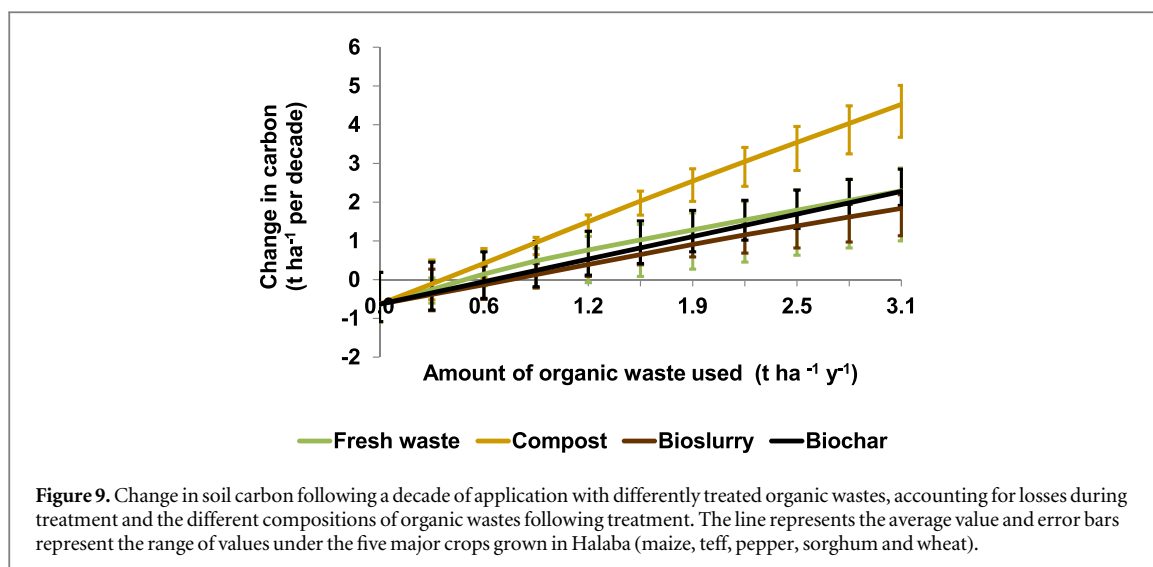 6
5
4
3
2
1
0
-1
-2
Change in carbon
(t ha⁻¹ per decade)
0.0 0.6 1.2 1.9 2.5 3.1
Amount of organic waste used (t ha ⁻¹ y⁻¹)
Fresh waste Compost Bioslurry Biochar
Figure 9. Change in soil carbon following a decade of application with differently treated organic wastes, accounting for losses during
treatment and the different compositions of organic wastes following treatment. The line represents the average value and error bars
represent the range of values under the five major crops grown in Halaba (maize, teff, pepper, sorghum and wheat).